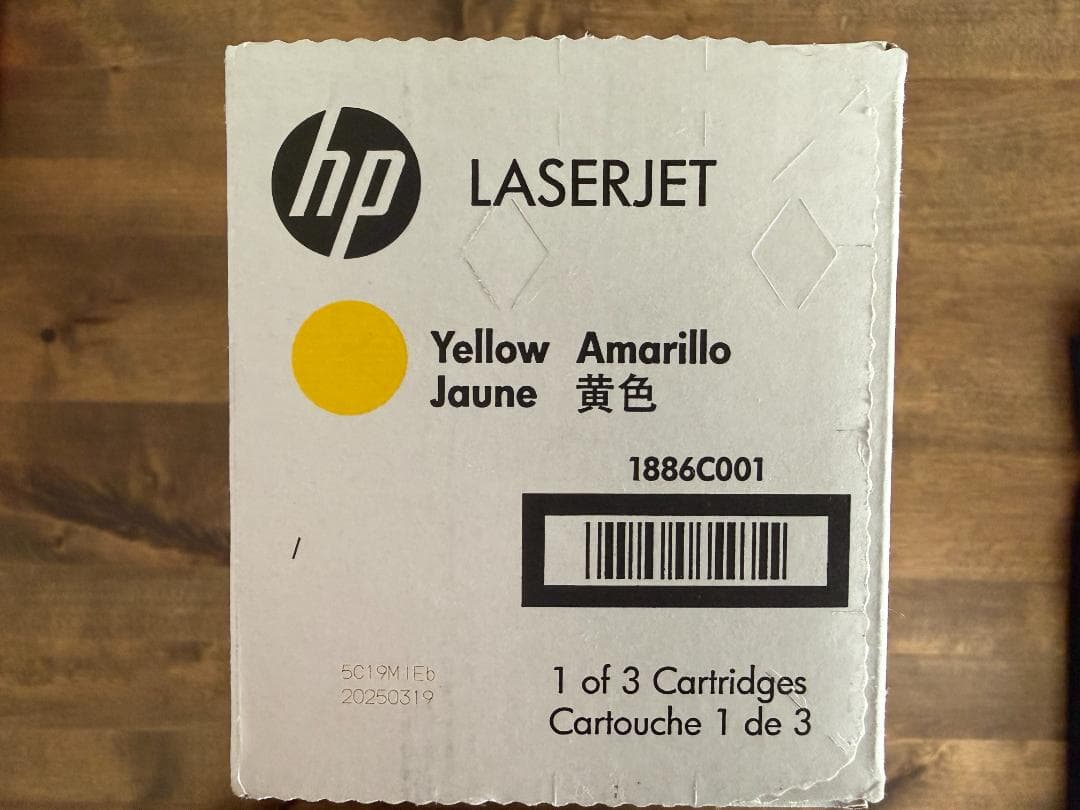 hp LASERJET
Yellow Amarillo
Jaune 黄色
1886C001
/
5C19M1Eb
20250319
1 of 3 Cartridges
Cartouche 1 de 3